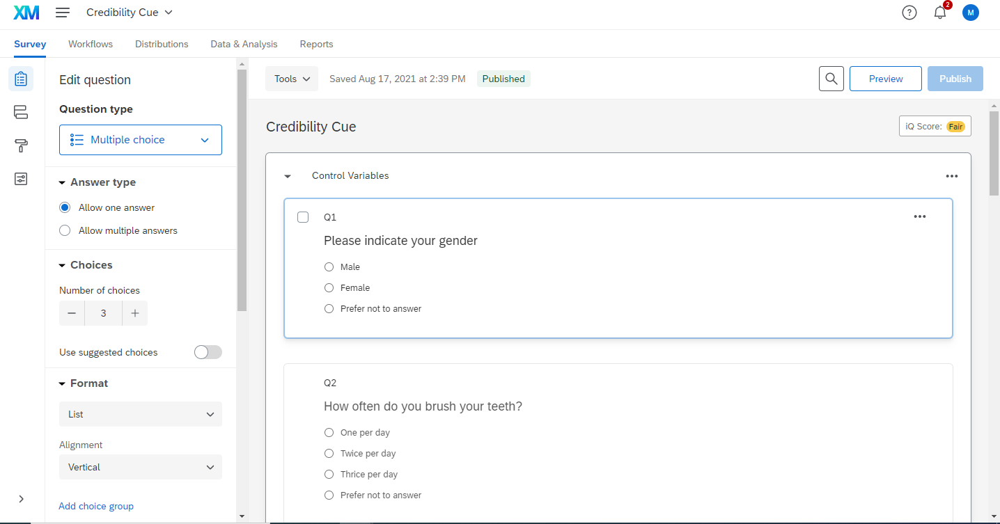 XM Credibility Cue 2 M
Survey Workflows Distributions Data & Analysis Reports
Edit question
Question type
Multiple choice
Answer type
Allow one answer
Allow multiple answers
Choices
Number of choices
3
Use suggested choices
Format
List
Alignment
Vertical
Add choice group
Tools Saved Aug 17, 2021 at 2:39 PM Published Preview Publish
Credibility Cue iQ Score: Fair
Control Variables
Q1
Please indicate your gender
Male
Female
Prefer not to answer
Q2
How often do you brush your teeth?
One per day
Twice per day
Thrice per day
Prefer not to answer